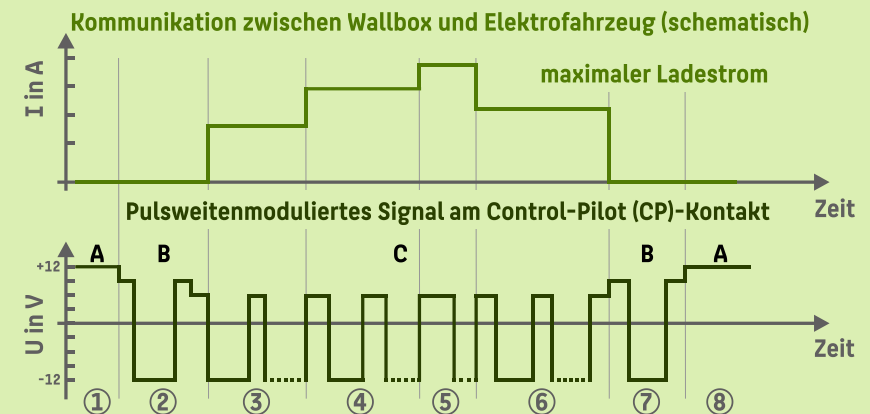 Kommunikation zwischen Wallbox und Elektrofahrzeug (schematisch)
I in A
maximaler Ladestrom
Zeit
Pulsweitenmoduliertes Signal am Control-Pilot (CP)-Kontakt
A B C B A
+12
U in V
Zeit
-12
① ② ③ ④ ⑤ ⑥ ⑦ ⑧